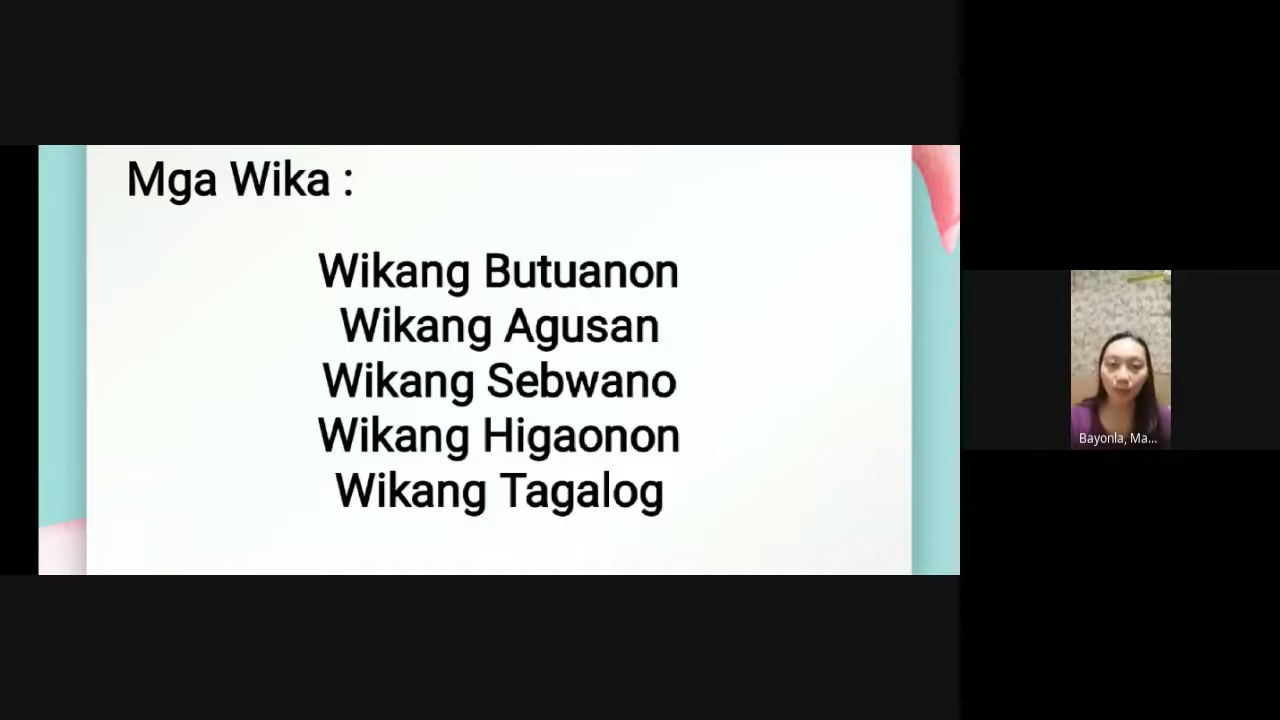 Mga Wika :
Wikang Butuanon
Wikang Agusan
Wikang Sebwano
Wikang Higaonon
Wikang Tagalog
Bayonla, Ma...